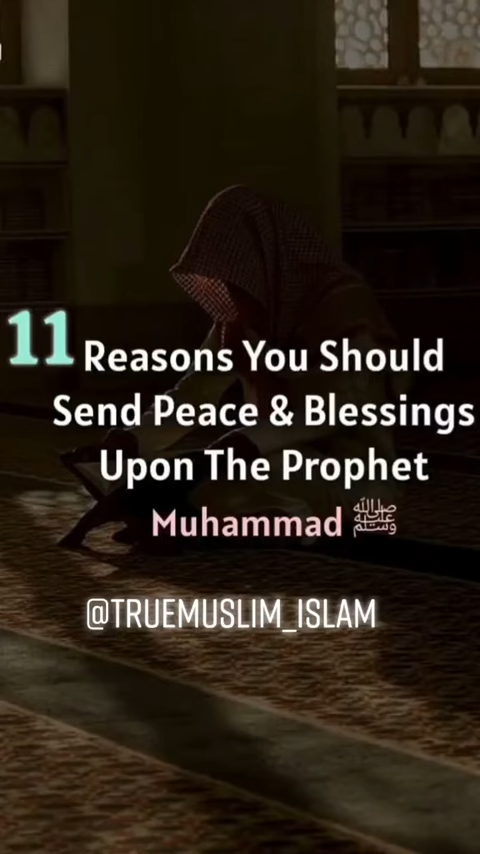 11 Reasons You Should
Send Peace & Blessings
Upon The Prophet
Muhammad ﷺ
@TRUEMUSLIM_ISLAM